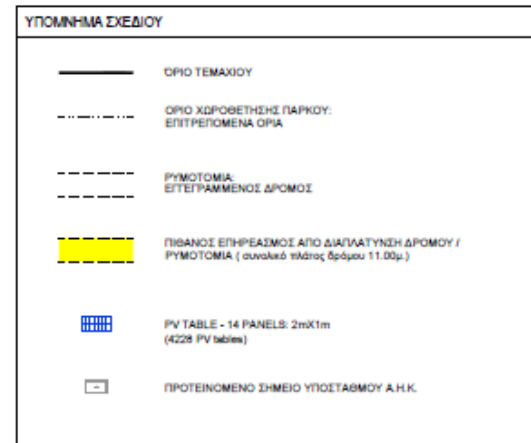 ΥΠΟΜΝΗΜΑ ΣΧΕΔΙΟΥ
ΌΡΙΟ ΤΕΜΑΧΙΟΥ
ΟΡΙΟ ΧΩΡΟΘΕΤΗΣΗΣ ΠΑΡΚΟΥ:
ΕΠΙΤΡΕΠΟΜΕΝΑ ΟΡΙΑ
ΡΥΜΟΤΟΜΙΑ:
ΕΓΓΕΓΡΑΜΜΕΝΟΣ ΔΡΟΜΟΣ
ΠΙΘΑΝΟΣ ΕΠΗΡΕΑΣΜΟΣ ΑΠΟ ΔΙΑΠΛΑΤΥΝΣΗ ΔΡΟΜΟΥ /
ΡΥΜΟΤΟΜΙΑ ( συνολικό πλάτος δρόμου 11.00μ.)
PV TABLE - 14 PANELS: 2mX1m
(4228 PV tables)
ΠΡΟΤΕΙΝΟΜΕΝΟ ΣΗΜΕΙΟ ΥΠΟΣΤΑΘΜΟΥ Α.Η.Κ.